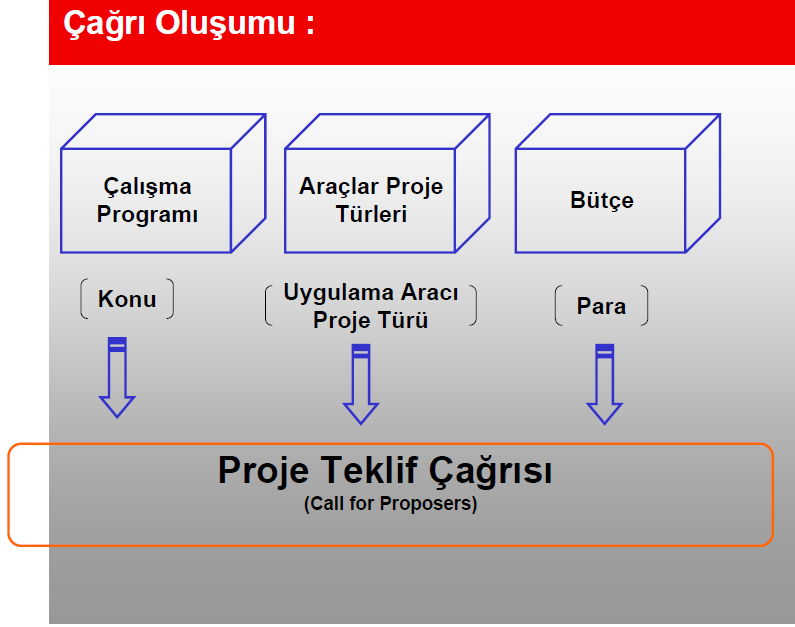 Çağrı Oluşumu :
Çalışma
Programı
Araçlar Proje
Türleri
Bütçe
Konu
Uygulama Aracı
Proje Türü
Para
Proje Teklif Çağrısı
(Call for Proposers)